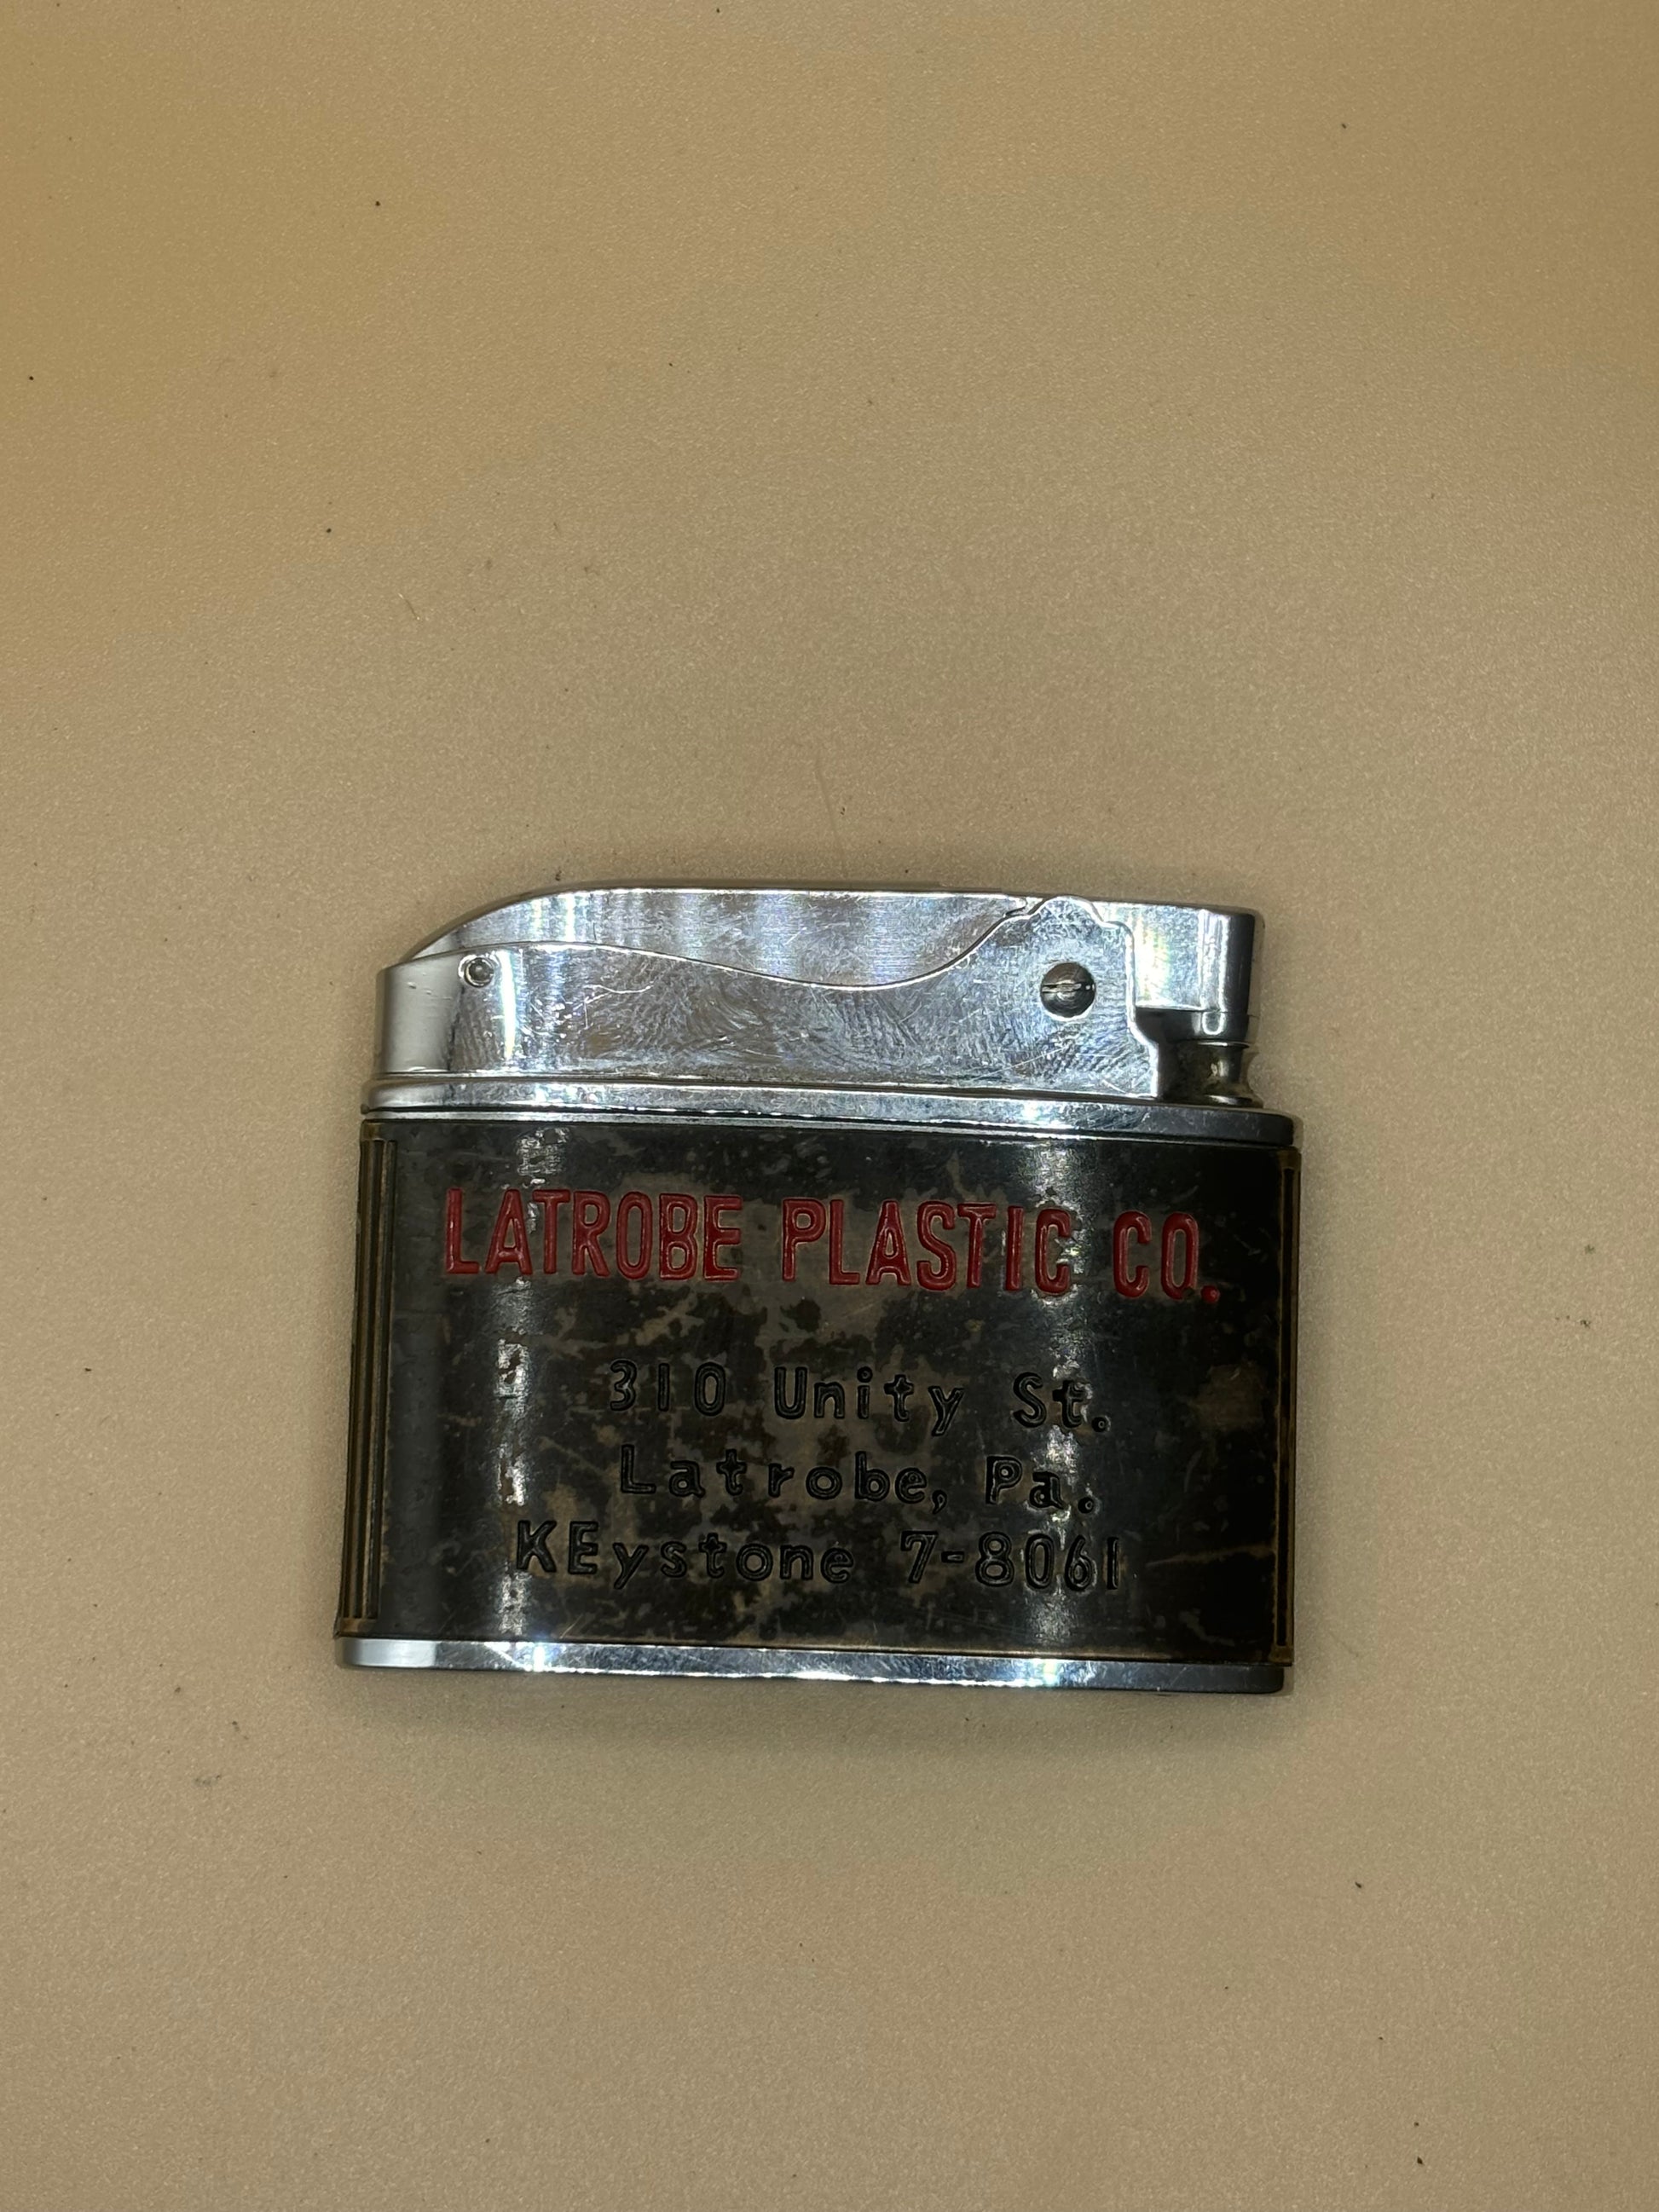 LATROBE PLASTIC CO.
310 Unity St.
Latrobe, Pa.
KEystone 7-8061